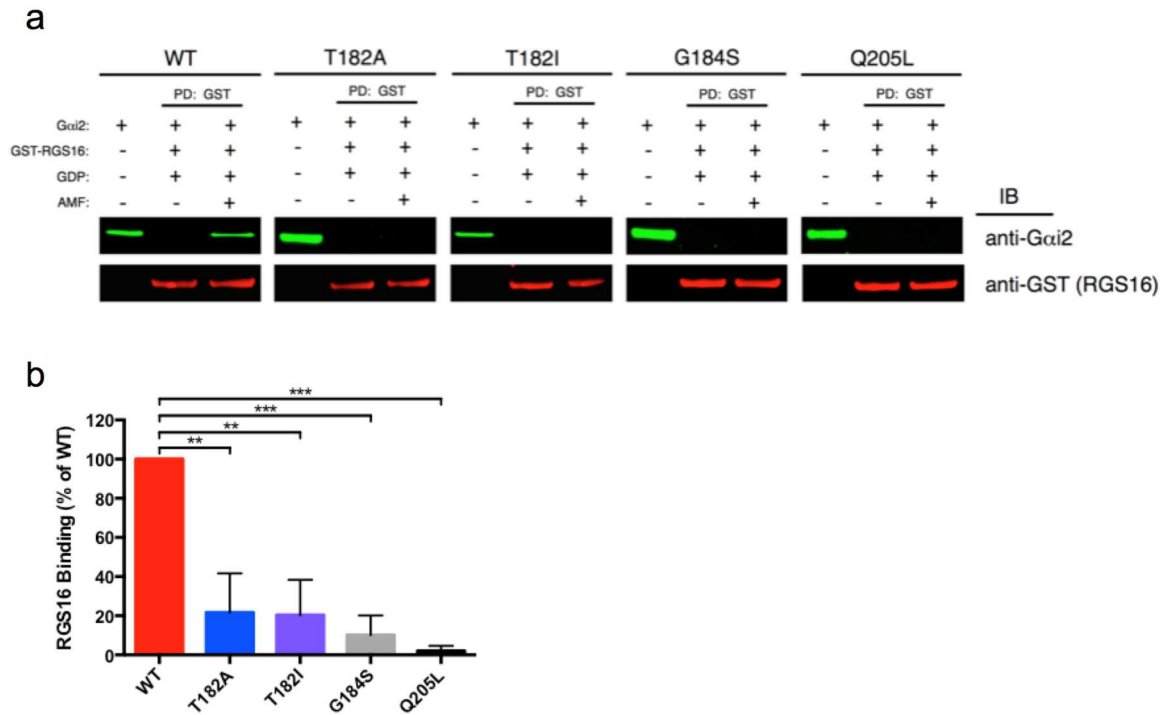 a
WT T182A T182I G184S Q205L
PD: GST PD: GST PD: GST PD: GST PD: GST
Gαi2: + + + + + + + + + + + + + + +
GST-RGS16: - + + - + + - + + - + + - + +
GDP: - + + - + + - + + - + + - + +
AMF: - - + - - + - - + - - + - - +
IB
anti-Gαi2
anti-GST (RGS16)
b
***
***
**
**
120
100
80
60
40
20
0
RGS16 Binding (% of WT)
WT T182A T182I G184S Q205L